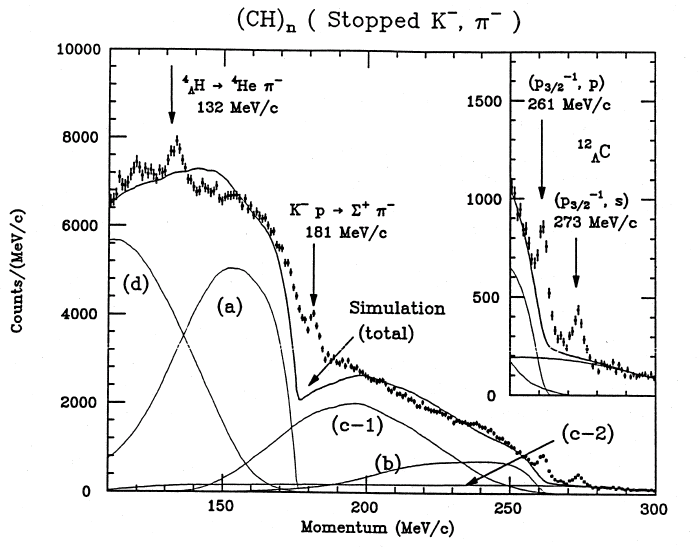 (CH)n ( Stopped K⁻, π⁻ )
10000
8000
6000
4000
2000
0
Counts/(MeV/c)
⁴ΛH → ⁴He π⁻
132 MeV/c
K⁻ p → Σ⁺ π⁻
181 MeV/c
(d)
(a)
Simulation
(total)
(c-1)
(b)
(c-2)
1500
1000
500
0
(p3/2⁻¹, p)
261 MeV/c
¹²ΛC
(p3/2⁻¹, s)
273 MeV/c
150
200
250
300
Momentum (MeV/c)